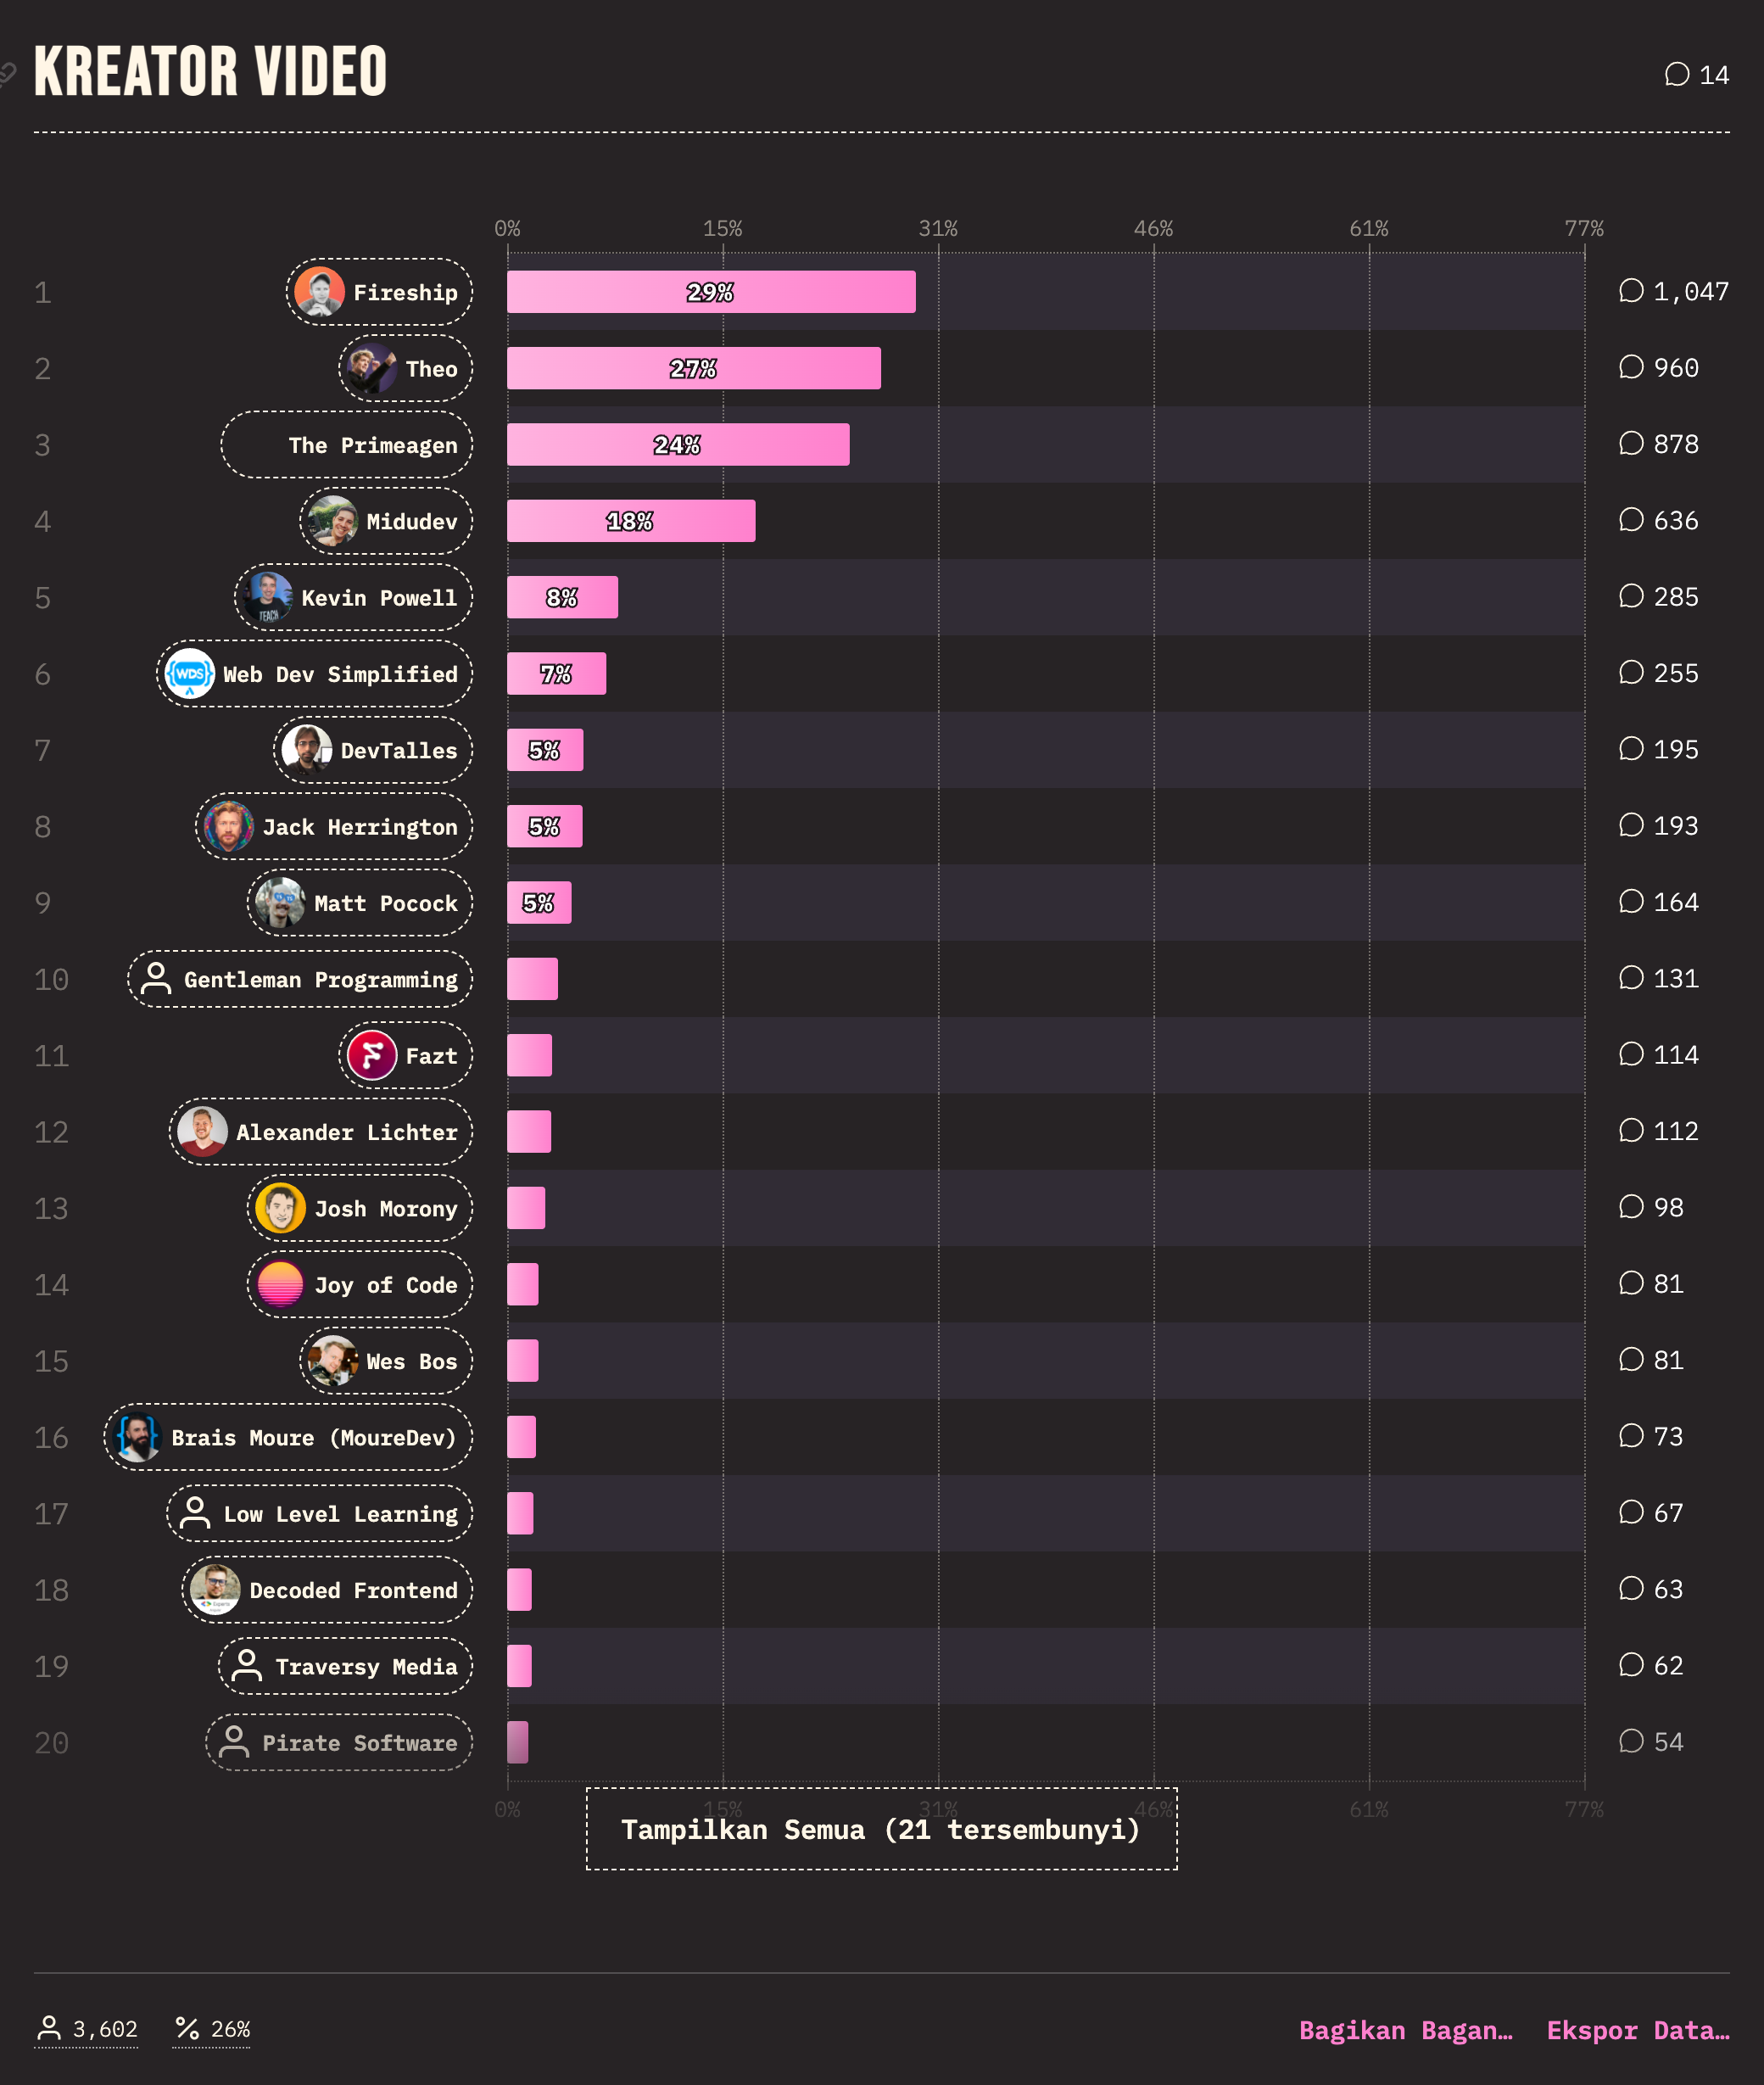 KREATOR VIDEO
14
0% 15% 31% 46% 61% 77%
1 Fireship 29% 1,047
2 Theo 27% 960
3 The Primeagen 24% 878
4 Midudev 18% 636
5 Kevin Powell 8% 285
6 WDS Web Dev Simplified 7% 255
7 DevTalles 5% 195
8 Jack Herrington 5% 193
9 Matt Pocock 5% 164
10 Gentleman Programming 131
11 Fazt 114
12 Alexander Lichter 112
13 Josh Morony 98
14 Joy of Code 81
15 Wes Bos 81
16 Brais Moure (MoureDev) 73
17 Low Level Learning 67
18 Decoded Frontend 63
19 Traversy Media 62
20 Pirate Software 54
0% 15% 31% 46% 61% 77%
Tampilkan Semua (21 tersembunyi)
3,602 % 26% Bagikan Bagan… Ekspor Data…